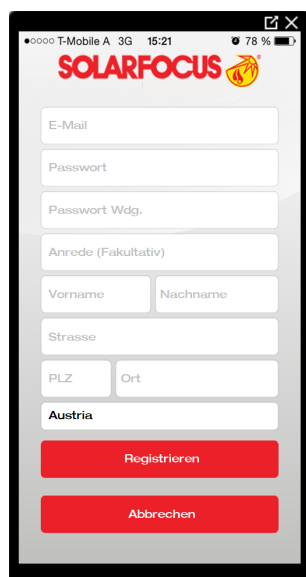 T-Mobile A 3G 15:21 78 %
SOLARFOCUS
E-Mail
Passwort
Passwort Wdg.
Anrede (Fakultativ)
Vorname Nachname
Strasse
PLZ Ort
Austria
Registrieren
Abbrechen